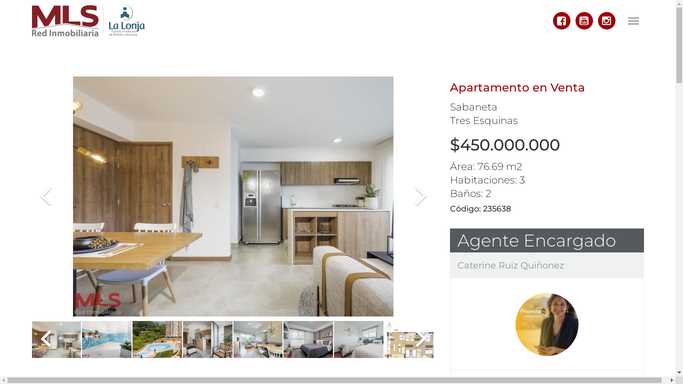 MLS
Red Inmobiliaria
La Lonja
Apartamento en Venta
Sabaneta
Tres Esquinas
$450.000.000
Área: 76.69 m2
Habitaciones: 3
Baños: 2
Código: 235638
MLS
Agente Encargado
Caterine Ruiz Quiñonez